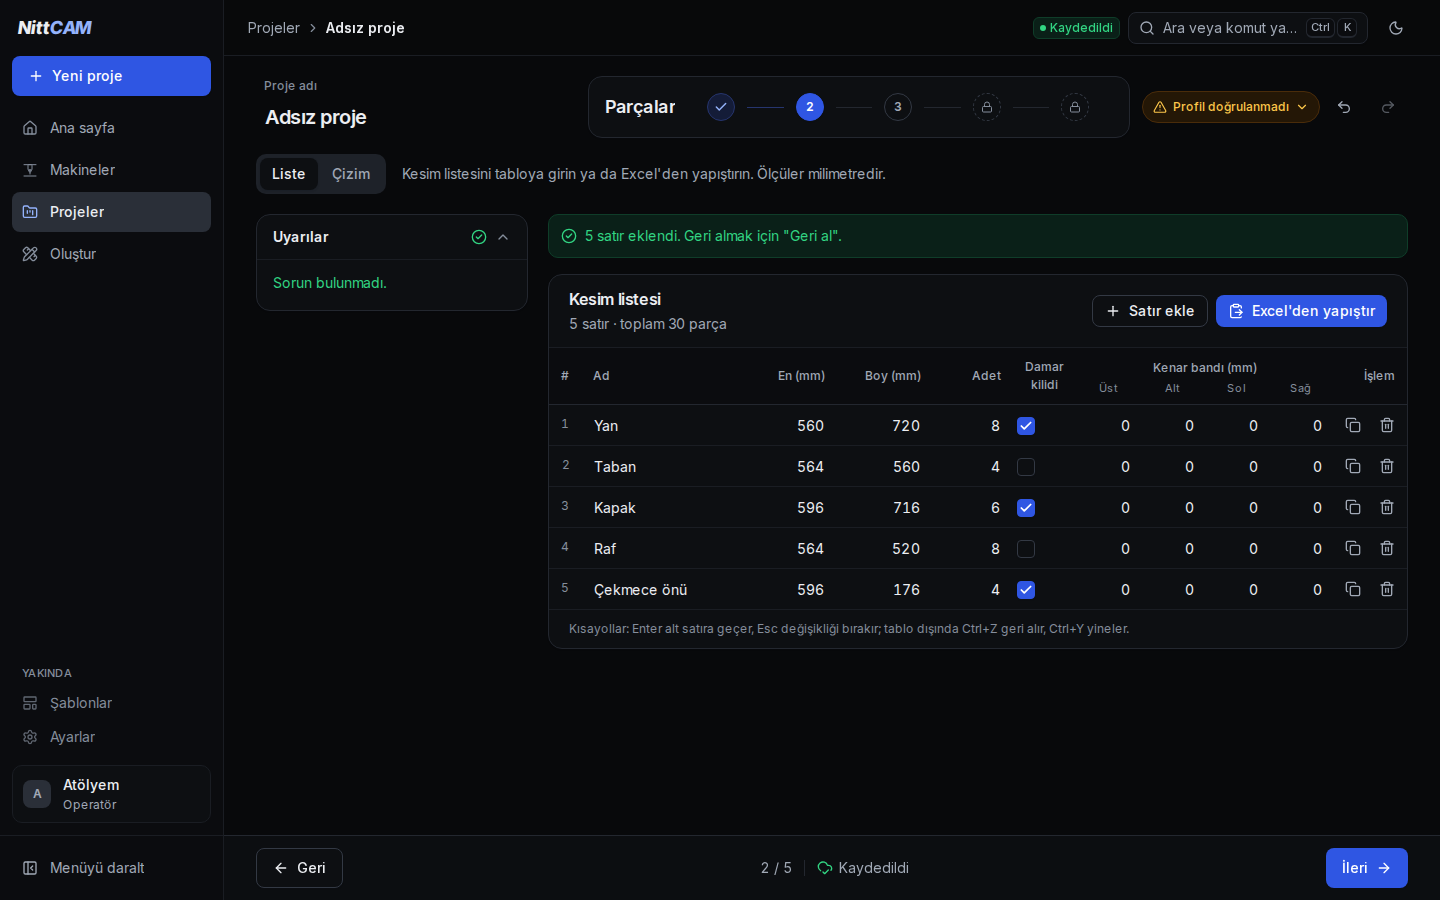 NittCAM
Yeni proje
Ana sayfa
Makineler
Projeler
Oluştur
YAKINDA
Şablonlar
Ayarlar
A
Atölyem
Operatör
Menüyü daralt
Projeler
Adsız proje
Kaydedildi
Ara veya komut ya...
Ctrl
K
Proje adı
Adsız proje
Parçalar
2
3
Profil doğrulanmadı
Liste
Çizim
Kesim listesini tabloya girin ya da Excel'den yapıştırın. Ölçüler milimetredir.
Uyarılar
Sorun bulunmadı.
5 satır eklendi. Geri almak için "Geri al".
Kesim listesi
5 satır · toplam 30 parça
Satır ekle
Excel'den yapıştır
# Ad En (mm) Boy (mm) Adet Damar kilidi Kenar bandı (mm) İşlem
Üst Alt Sol Sağ
1 Yan 560 720 8 0 0 0 0
2 Taban 564 560 4 0 0 0 0
3 Kapak 596 716 6 0 0 0 0
4 Raf 564 520 8 0 0 0 0
5 Çekmece önü 596 176 4 0 0 0 0
Kısayollar: Enter alt satıra geçer, Esc değişikliği bırakır; tablo dışında Ctrl+Z geri alır, Ctrl+Y yineler.
Geri
2 / 5
Kaydedildi
İleri